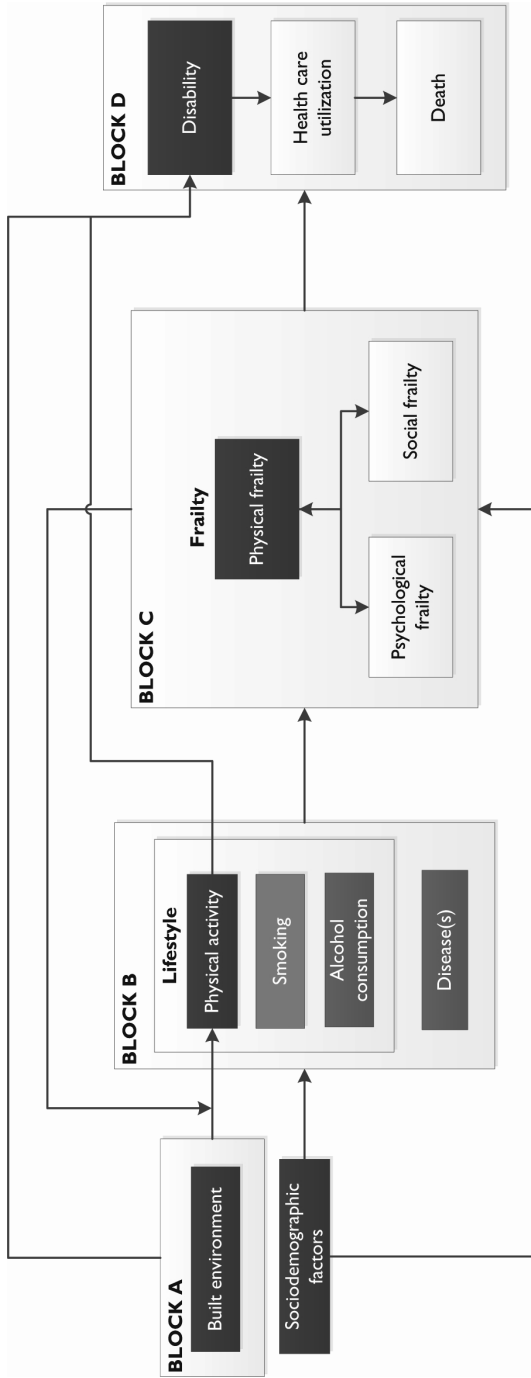 BLOCK A
Built environment
Sociodemographic
factors
BLOCK B
Lifestyle
Physical activity
Smoking
Alcohol
consumption
Disease(s)
BLOCK C
Frailty
Physical frailty
Psychological
frailty
Social frailty
BLOCK D
Disability
Health care
utilization
Death